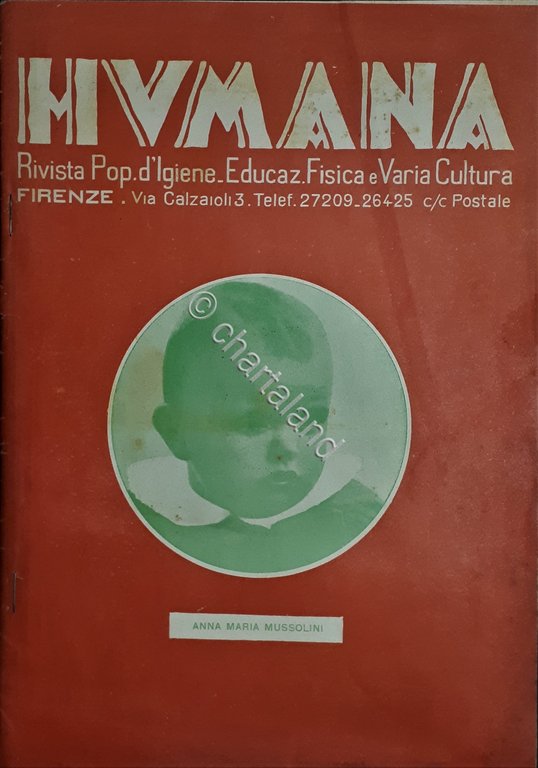 HVMANA
Rivista Pop. d'Igiene - Educaz. Fisica e Varia Cultura
FIRENZE . Via Calzaioli 3 . Telef. 27209 - 26425 c/c Postale
© chartaland
ANNA MARIA MUSSOLINI